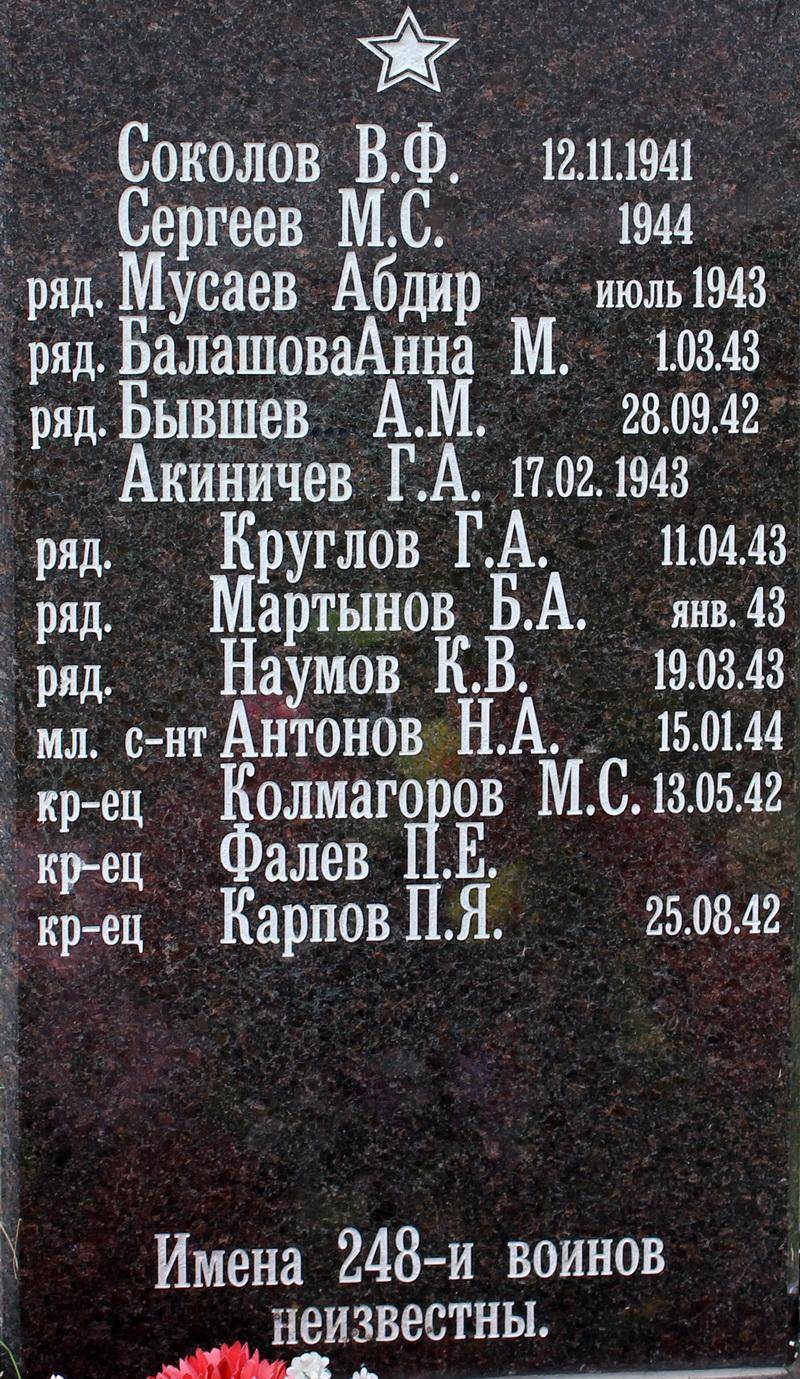 Соколов В.Ф. 12.11.1941
Сергеев М.С. 1944
ряд. Мусаев Абдир июль 1943
ряд. Балашова Анна М. 1.03.43
ряд. Бывшев А.М. 28.09.42
Акиничев Г.А. 17.02. 1943
ряд. Круглов Г.А. 11.04.43
ряд. Мартынов Б.А. янв. 43
ряд. Наумов К.В. 19.03.43
мл. с-нт Антонов Н.А. 15.01.44
кр-ец Колмагоров М.С. 13.05.42
кр-ец Фалев П.Е.
кр-ец Карпов П.Я. 25.08.42
Имена 248-и воинов
неизвестны.